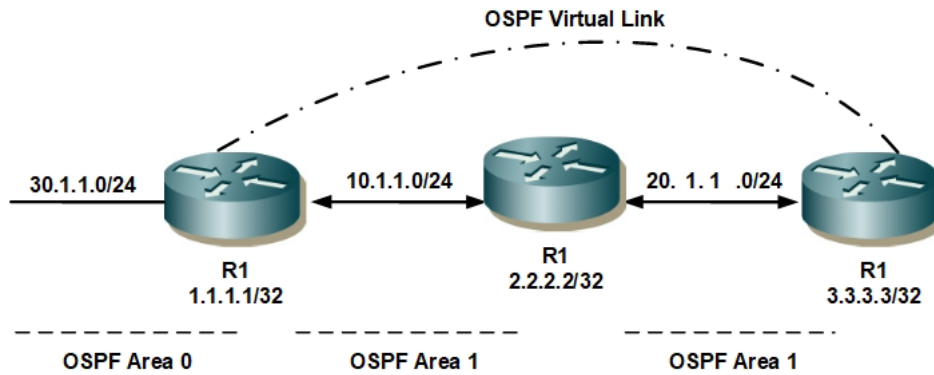 OSPF Virtual Link
30.1.1.0/24
10.1.1.0/24
20. 1. 1 .0/24
R1
1.1.1.1/32
R1
2.2.2.2/32
R1
3.3.3.3/32
OSPF Area 0
OSPF Area 1
OSPF Area 1